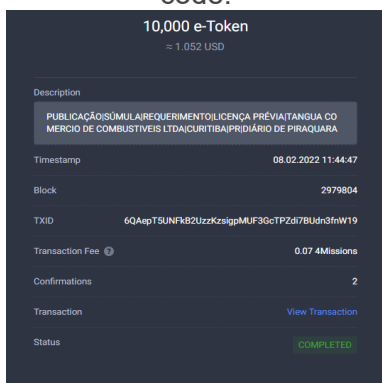 code:
10,000 e-Token
≈ 1.052 USD
Description
PUBLICAÇÃO|SÚMULA|REQUERIMENTO|LICENÇA PRÉVIA|TANGUA CO
MERCIO DE COMBUSTIVEIS LTDA|CURITIBA|PR|DIÁRIO DE PIRAQUARA
Timestamp 08.02.2022 11:44:47
Block 2979804
TXID 6QAepT5UNFkB2UzzKzsigpMUF3GcTPZdi7BUdn3fnW19
Transaction Fee ? 0.07 4Missions
Confirmations 2
Transaction View Transaction
Status COMPLETED